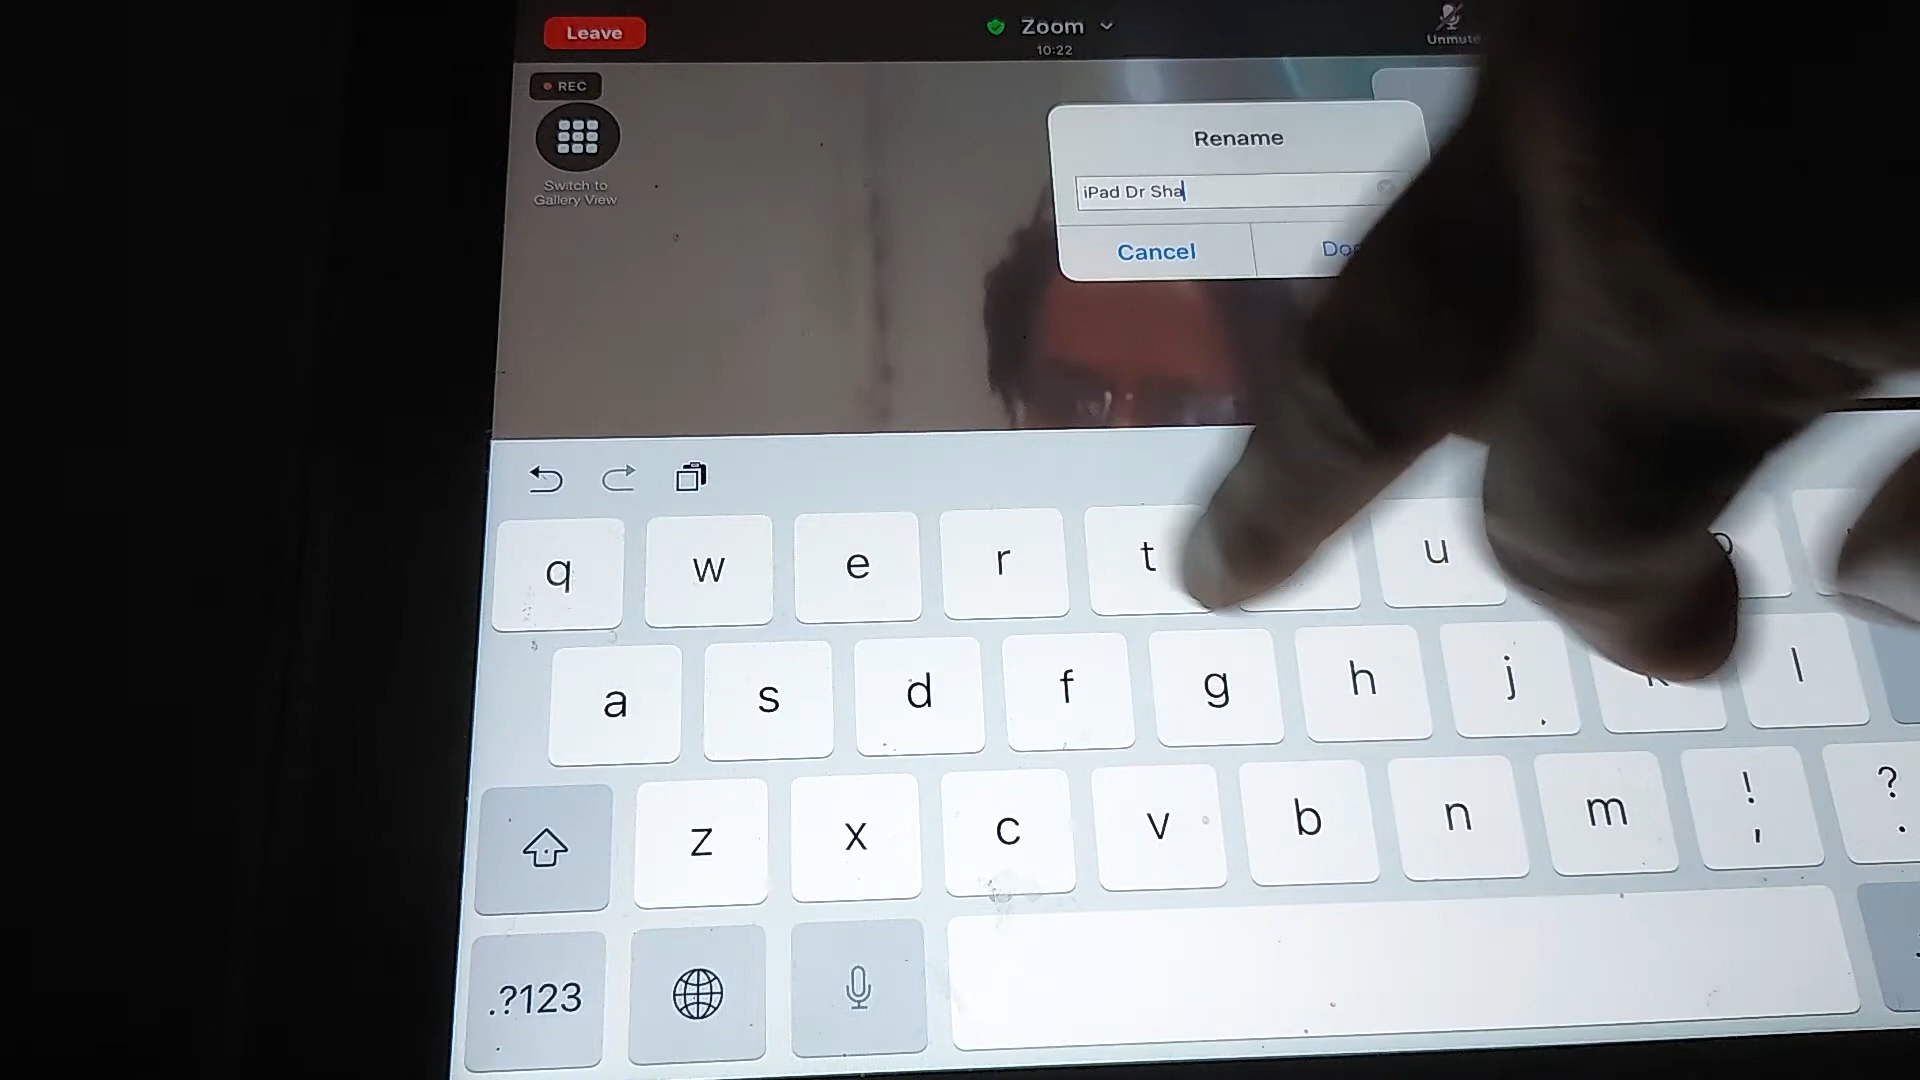 Leave
Zoom
10:22
Unmute
REC
Switch to
Gallery View
Rename
iPad Dr Sha
Cancel
q w e r t u
a s d f g h j k l
z x c v b n m ! , ? .
.?123